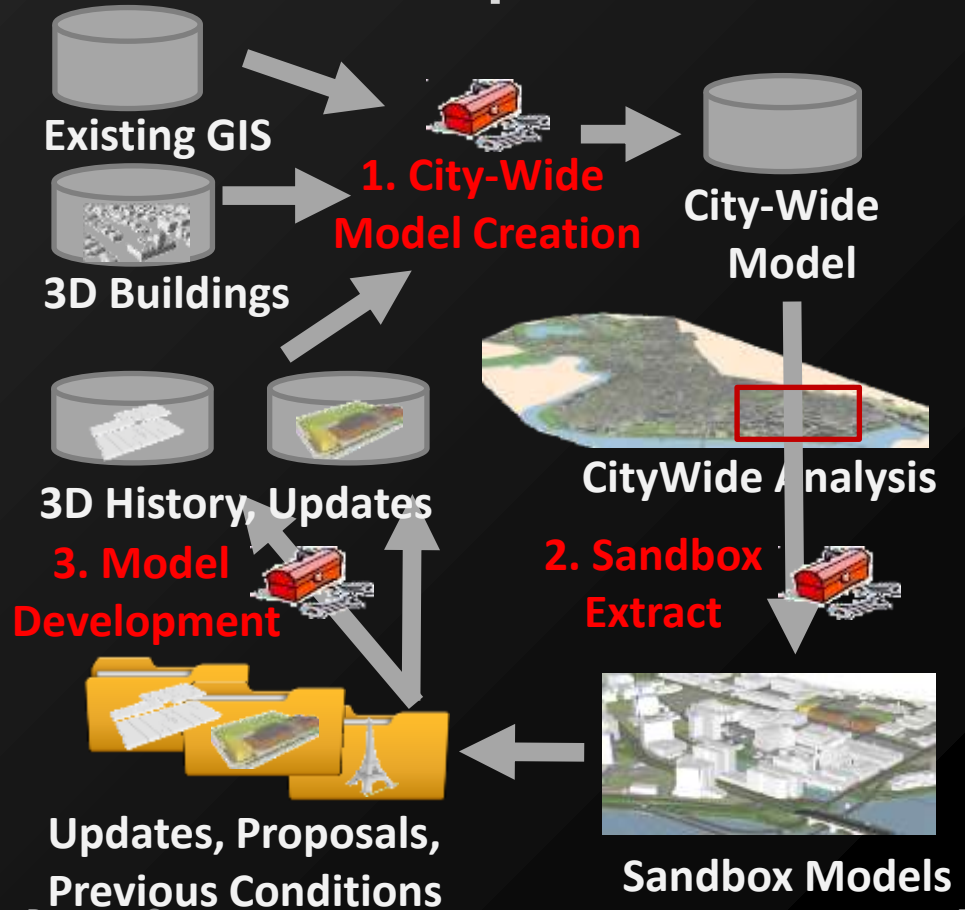 Existing GIS
3D Buildings
1. City-Wide
Model Creation
City-Wide
Model
3D History, Updates
CityWide Analysis
3. Model
Development
2. Sandbox
Extract
Updates, Proposals,
Previous Conditions
Sandbox Models